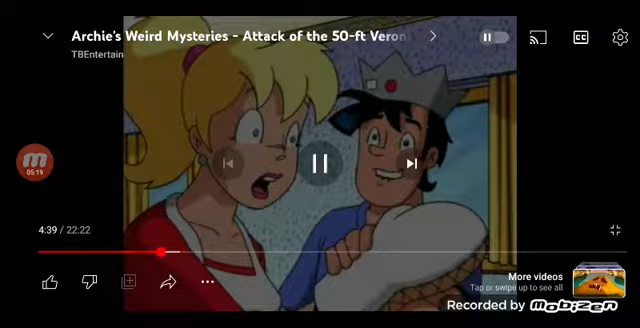 Archie's Weird Mysteries - Attack of the 50-ft Veron
TBEntertain
05:19
4:39 / 22:22
CC
More videos
Tap or swipe up to see all
Recorded by Mobizen